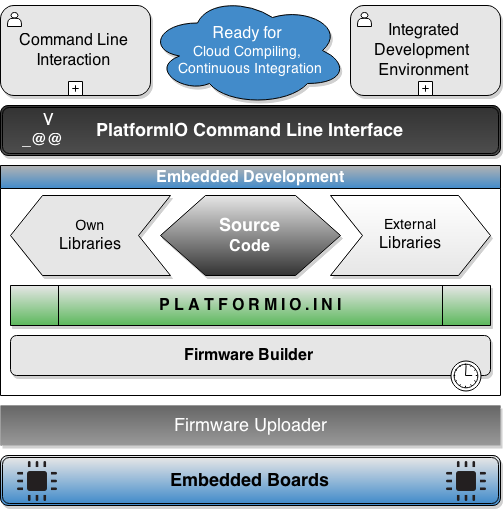 Command Line
Interaction
Ready for
Cloud Compiling,
Continuous Integration
Integrated
Development
Environment
V
_@@
PlatformIO Command Line Interface
Embedded Development
Own
Libraries
Source
Code
External
Libraries
PLATFORMIO.INI
Firmware Builder
Firmware Uploader
Embedded Boards